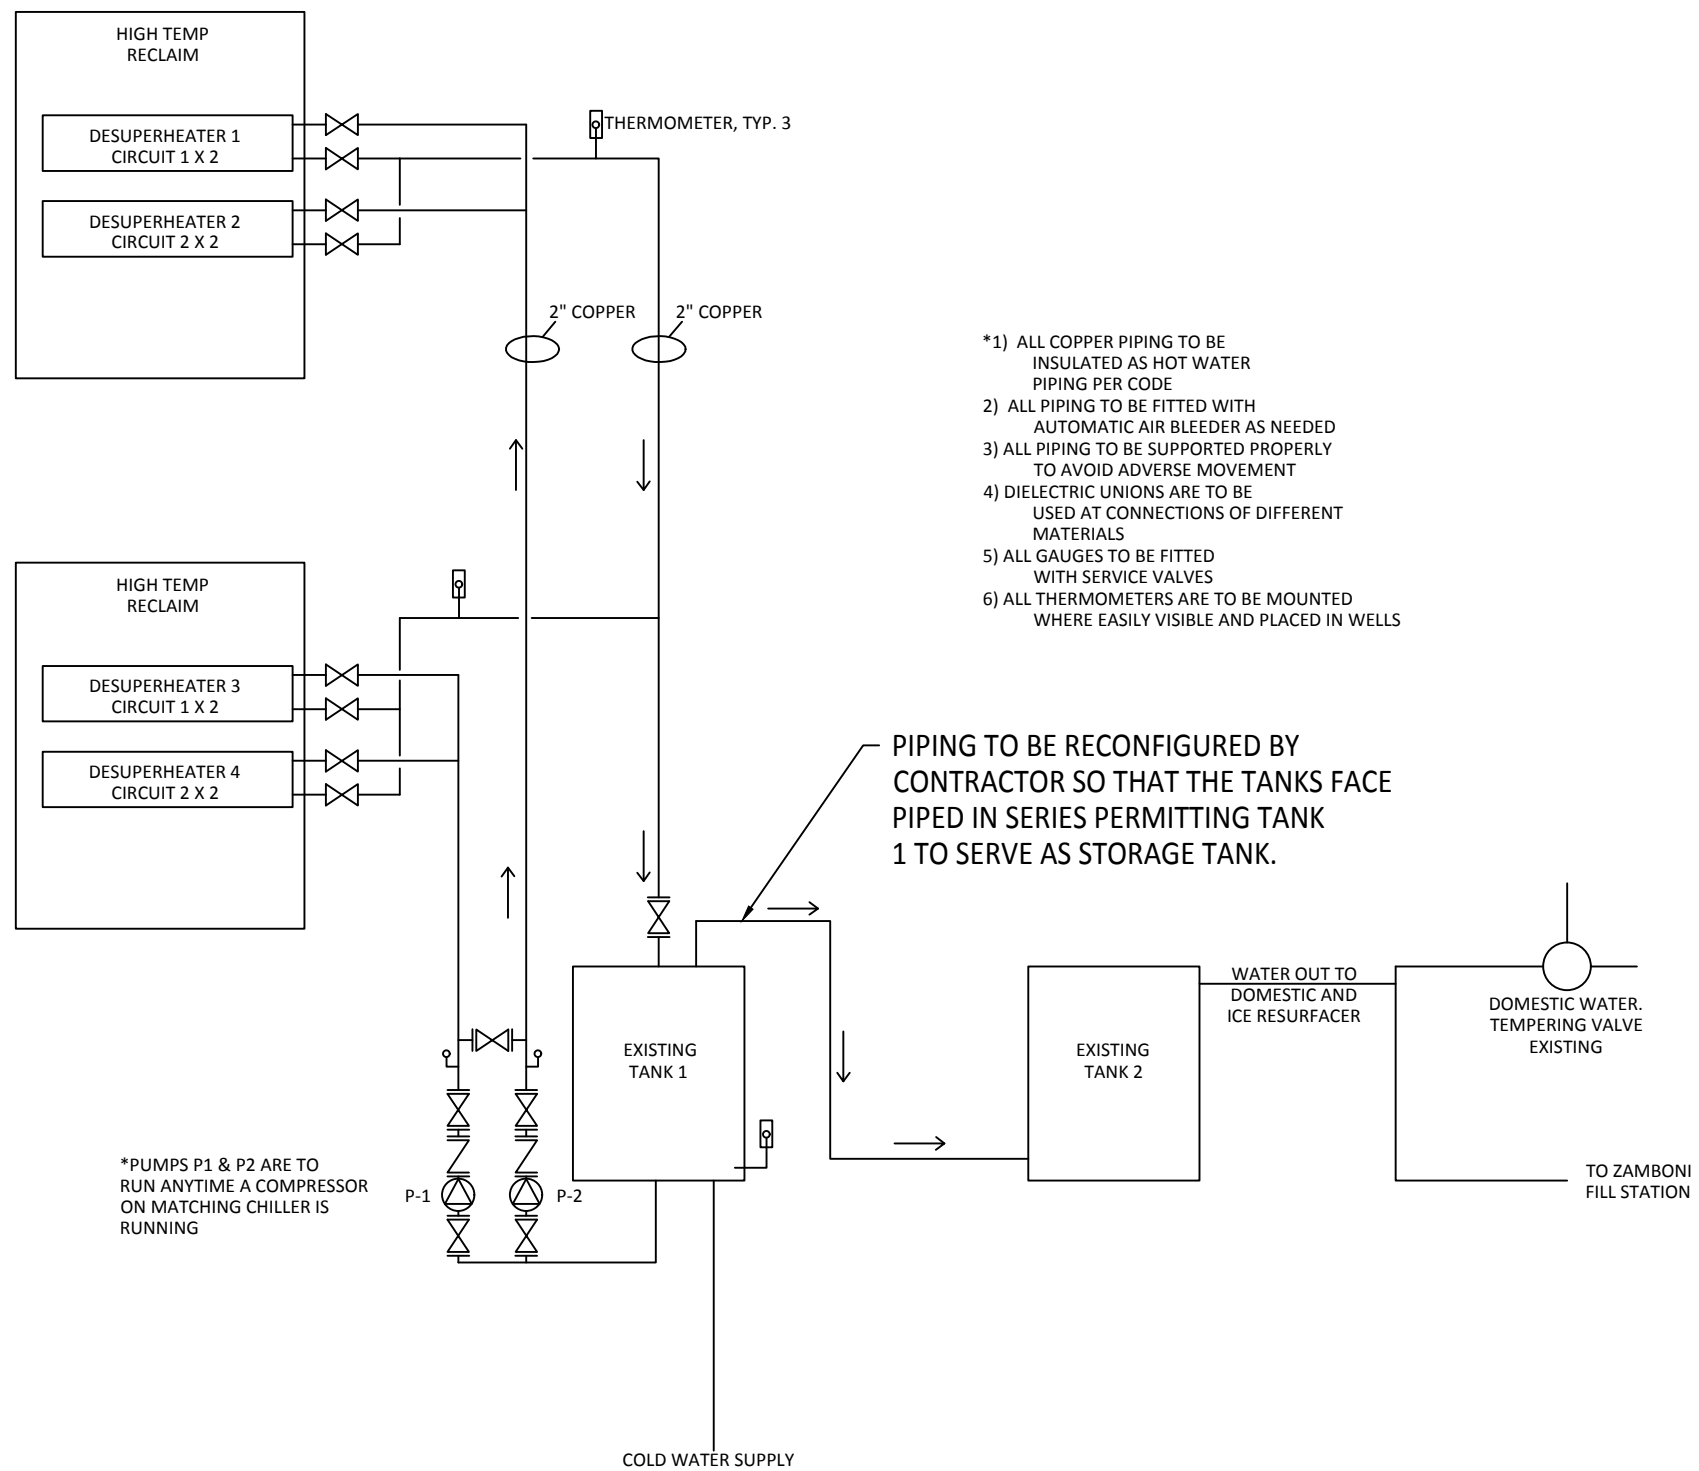 HIGH TEMP
RECLAIM
DESUPERHEATER 1
CIRCUIT 1 X 2
DESUPERHEATER 2
CIRCUIT 2 X 2
THERMOMETER, TYP. 3
2" COPPER
2" COPPER
*1) ALL COPPER PIPING TO BE
INSULATED AS HOT WATER
PIPING PER CODE
2) ALL PIPING TO BE FITTED WITH
AUTOMATIC AIR BLEEDER AS NEEDED
3) ALL PIPING TO BE SUPPORTED PROPERLY
TO AVOID ADVERSE MOVEMENT
4) DIELECTRIC UNIONS ARE TO BE
USED AT CONNECTIONS OF DIFFERENT
MATERIALS
5) ALL GAUGES TO BE FITTED
WITH SERVICE VALVES
6) ALL THERMOMETERS ARE TO BE MOUNTED
WHERE EASILY VISIBLE AND PLACED IN WELLS
HIGH TEMP
RECLAIM
DESUPERHEATER 3
CIRCUIT 1 X 2
DESUPERHEATER 4
CIRCUIT 2 X 2
PIPING TO BE RECONFIGURED BY
CONTRACTOR SO THAT THE TANKS FACE
PIPED IN SERIES PERMITTING TANK
1 TO SERVE AS STORAGE TANK.
EXISTING
TANK 1
EXISTING
TANK 2
WATER OUT TO
DOMESTIC AND
ICE RESURFACER
DOMESTIC WATER.
TEMPERING VALVE
EXISTING
*PUMPS P1 & P2 ARE TO
RUN ANYTIME A COMPRESSOR
ON MATCHING CHILLER IS
RUNNING
P-1
P-2
TO ZAMBONI
FILL STATION
COLD WATER SUPPLY